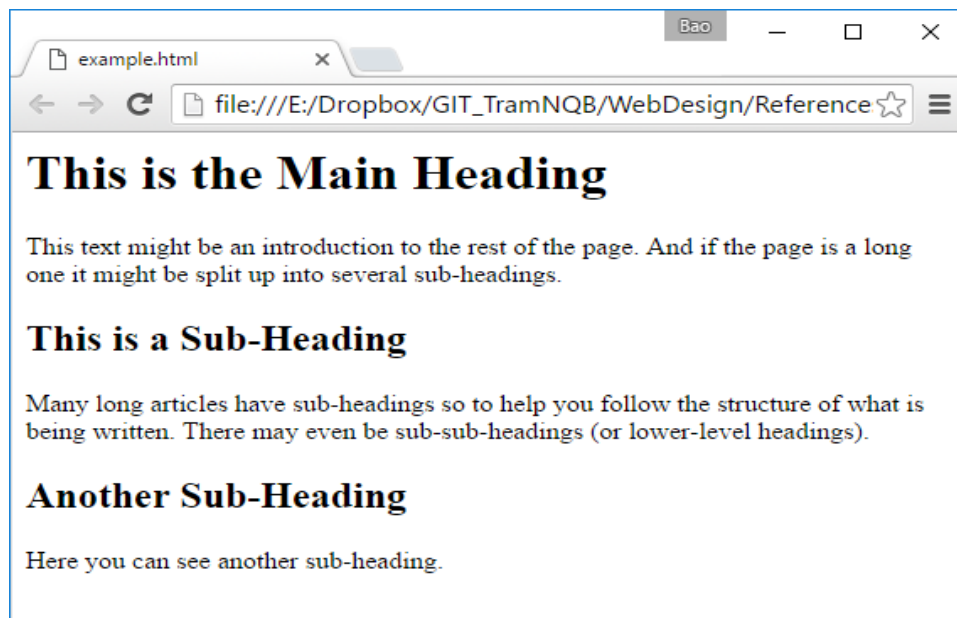 Bao
example.html
file:///E:/Dropbox/GIT_TramNQB/WebDesign/Reference
This is the Main Heading
This text might be an introduction to the rest of the page. And if the page is a long
one it might be split up into several sub-headings.
This is a Sub-Heading
Many long articles have sub-headings so to help you follow the structure of what is
being written. There may even be sub-sub-headings (or lower-level headings).
Another Sub-Heading
Here you can see another sub-heading.